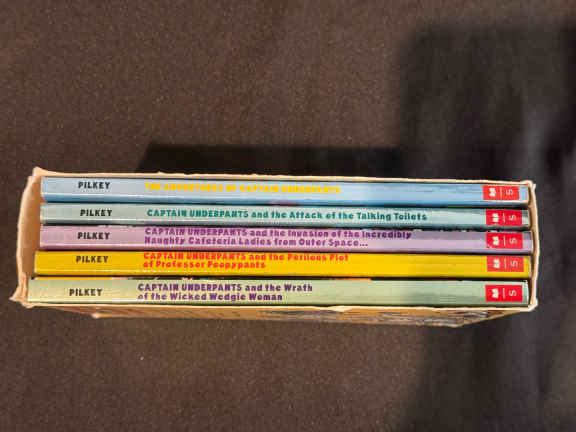 PILKEY THE ADVENTURES OF CAPTAIN UNDERPANTS S
PILKEY CAPTAIN UNDERPANTS and the Attack of the Talking Toilets S
PILKEY CAPTAIN UNDERPANTS and the Invasion of the Incredibly
Naughty Cafeteria Ladies from Outer Space... S
PILKEY CAPTAIN UNDERPANTS and the Perilous Plot
of Professor Poopypants S
PILKEY CAPTAIN UNDERPANTS and the Wrath
of the Wicked Wedgie Woman S